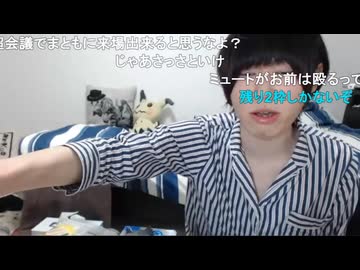 会議でまともに来場出来ると思うなよ?
じゃあさっさといけ
ミュートがお前は殴るって
残り2枠しかないぞ